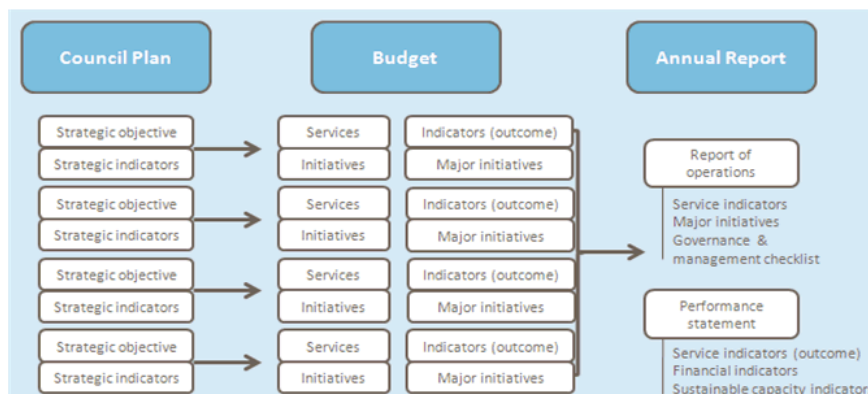 Council Plan
Budget
Annual Report
Strategic objective
Strategic indicators
Services
Initiatives
Indicators (outcome)
Major initiatives
Strategic objective
Strategic indicators
Services
Initiatives
Indicators (outcome)
Major initiatives
Strategic objective
Strategic indicators
Services
Initiatives
Indicators (outcome)
Major initiatives
Strategic objective
Strategic indicators
Services
Initiatives
Indicators (outcome)
Major initiatives
Report of
operations
Service indicators
Major initiatives
Governance &
management checklist
Performance
statement
Service indicators (outcome)
Financial indicators
Sustainable capacity indicator